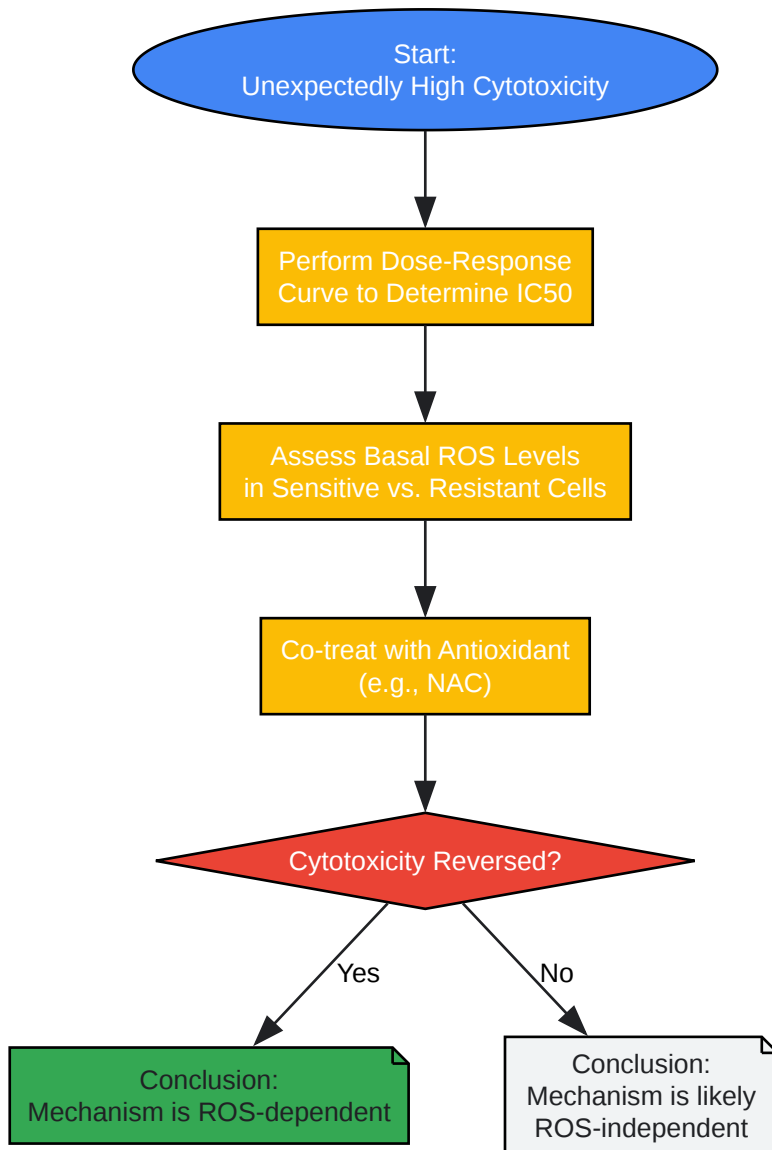 Start:
Unexpectedly High Cytotoxicity
Perform Dose-Response
Curve to Determine IC50
Assess Basal ROS Levels
in Sensitive vs. Resistant Cells
Co-treat with Antioxidant
(e.g., NAC)
Cytotoxicity Reversed?
Yes
No
Conclusion:
Mechanism is ROS-dependent
Conclusion:
Mechanism is likely
ROS-independent